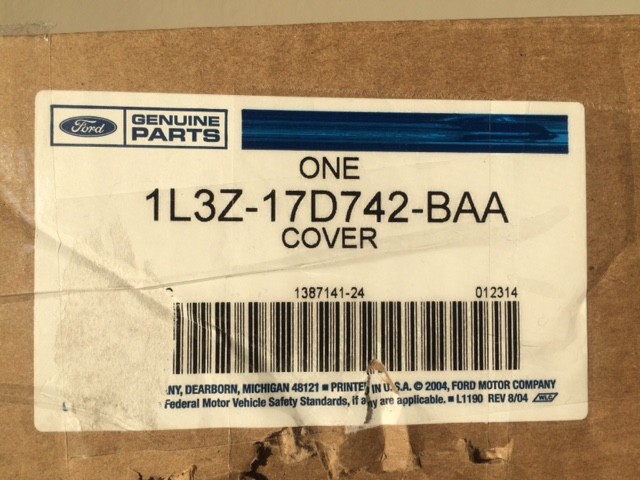 Ford GENUINE
PARTS
ONE
1L3Z-17D742-BAA
COVER
1387141-24 012314
NY, DEARBORN, MICHIGAN 48121 ■ PRINTED IN U.S.A. © 2004, FORD MOTOR COMPANY
Federal Motor Vehicle Safety Standards, if any are applicable. ■ L1190 REV 8/04 WLC